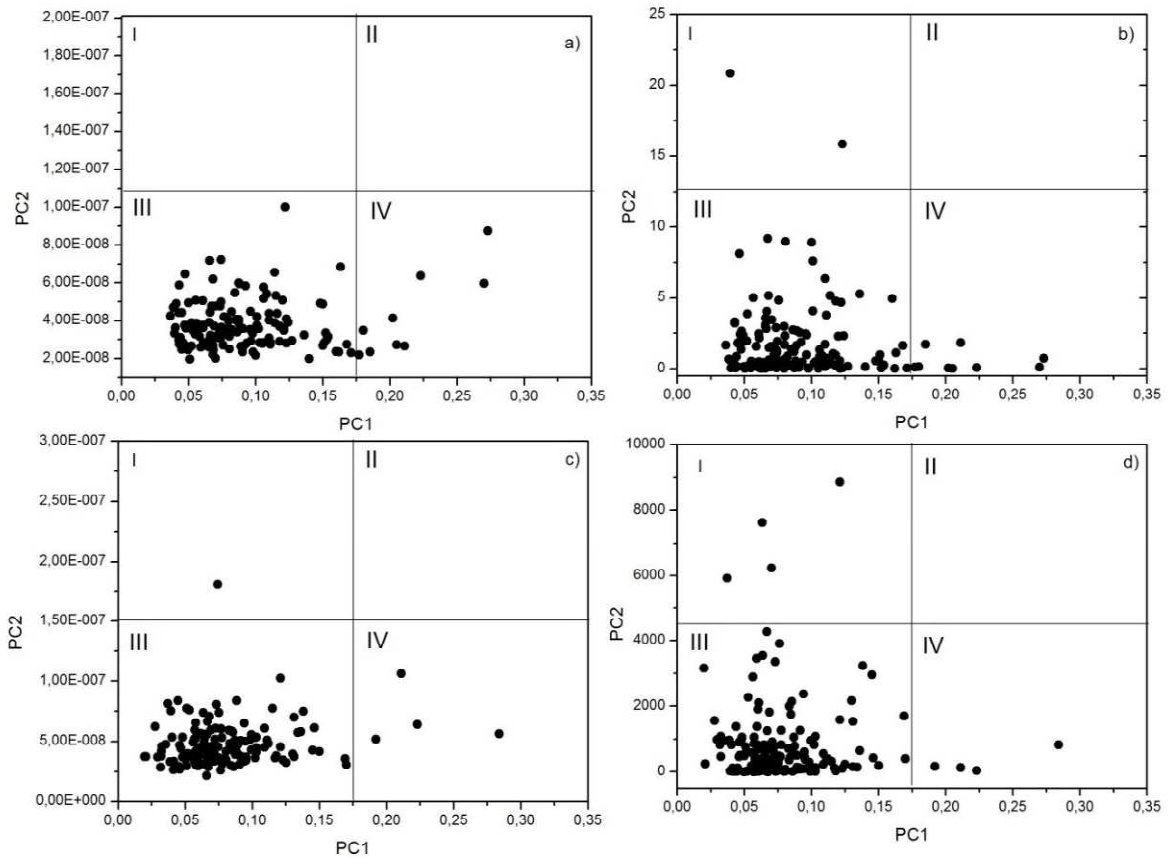 2,00E-007
1,80E-007
1,60E-007
1,40E-007
1,20E-007
1,00E-007
8,00E-008
6,00E-008
4,00E-008
2,00E-008
PC2
I
II
a)
III
IV
0,00 0,05 0,10 0,15 0,20 0,25 0,30 0,35
PC1
25
20
15
10
5
0
PC2
I
II
b)
III
IV
0,00 0,05 0,10 0,15 0,20 0,25 0,30 0,35
PC1
3,00E-007
2,50E-007
2,00E-007
1,50E-007
1,00E-007
5,00E-008
0,00E+000
PC2
I
II
c)
III
IV
0,00 0,05 0,10 0,15 0,20 0,25 0,30 0,35
PC1
10000
8000
6000
4000
2000
0
PC2
I
II
d)
III
IV
0,00 0,05 0,10 0,15 0,20 0,25 0,30 0,35
PC1